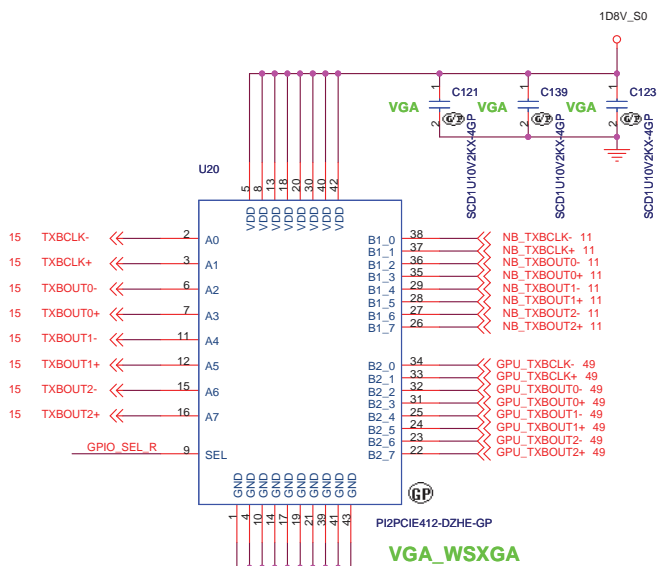 1D8V_S0
1 C121 1 C139 1 C123
VGA VGA VGA
2 G/P 2 G/P 2 G/P
SCD1U10V2KX-4GP SCD1U10V2KX-4GP SCD1U10V2KX-4GP
U20
5 8 13 18 20 30 40 42
VDD VDD VDD VDD VDD VDD VDD VDD
15 TXBCLK- 2 A0
15 TXBCLK+ 3 A1
15 TXBOUT0- 6 A2
15 TXBOUT0+ 7 A3
15 TXBOUT1- 11 A4
15 TXBOUT1+ 12 A5
15 TXBOUT2- 15 A6
15 TXBOUT2+ 16 A7
GPIO_SEL_R 9 SEL
B1_0 38 NB_TXBCLK- 11
B1_1 37 NB_TXBCLK+ 11
B1_2 36 NB_TXBOUT0- 11
B1_3 35 NB_TXBOUT0+ 11
B1_4 29 NB_TXBOUT1- 11
B1_5 28 NB_TXBOUT1+ 11
B1_6 27 NB_TXBOUT2- 11
B1_7 26 NB_TXBOUT2+ 11
B2_0 34 GPU_TXBCLK- 49
B2_1 33 GPU_TXBCLK+ 49
B2_2 32 GPU_TXBOUT0- 49
B2_3 31 GPU_TXBOUT0+ 49
B2_4 25 GPU_TXBOUT1- 49
B2_5 24 GPU_TXBOUT1+ 49
B2_6 23 GPU_TXBOUT2- 49
B2_7 22 GPU_TXBOUT2+ 49
GND GND GND GND GND GND GND GND GND GND
1 4 10 14 17 19 21 39 41 43
GP
PI2PCIE412-DZHE-GP
VGA_WSXGA